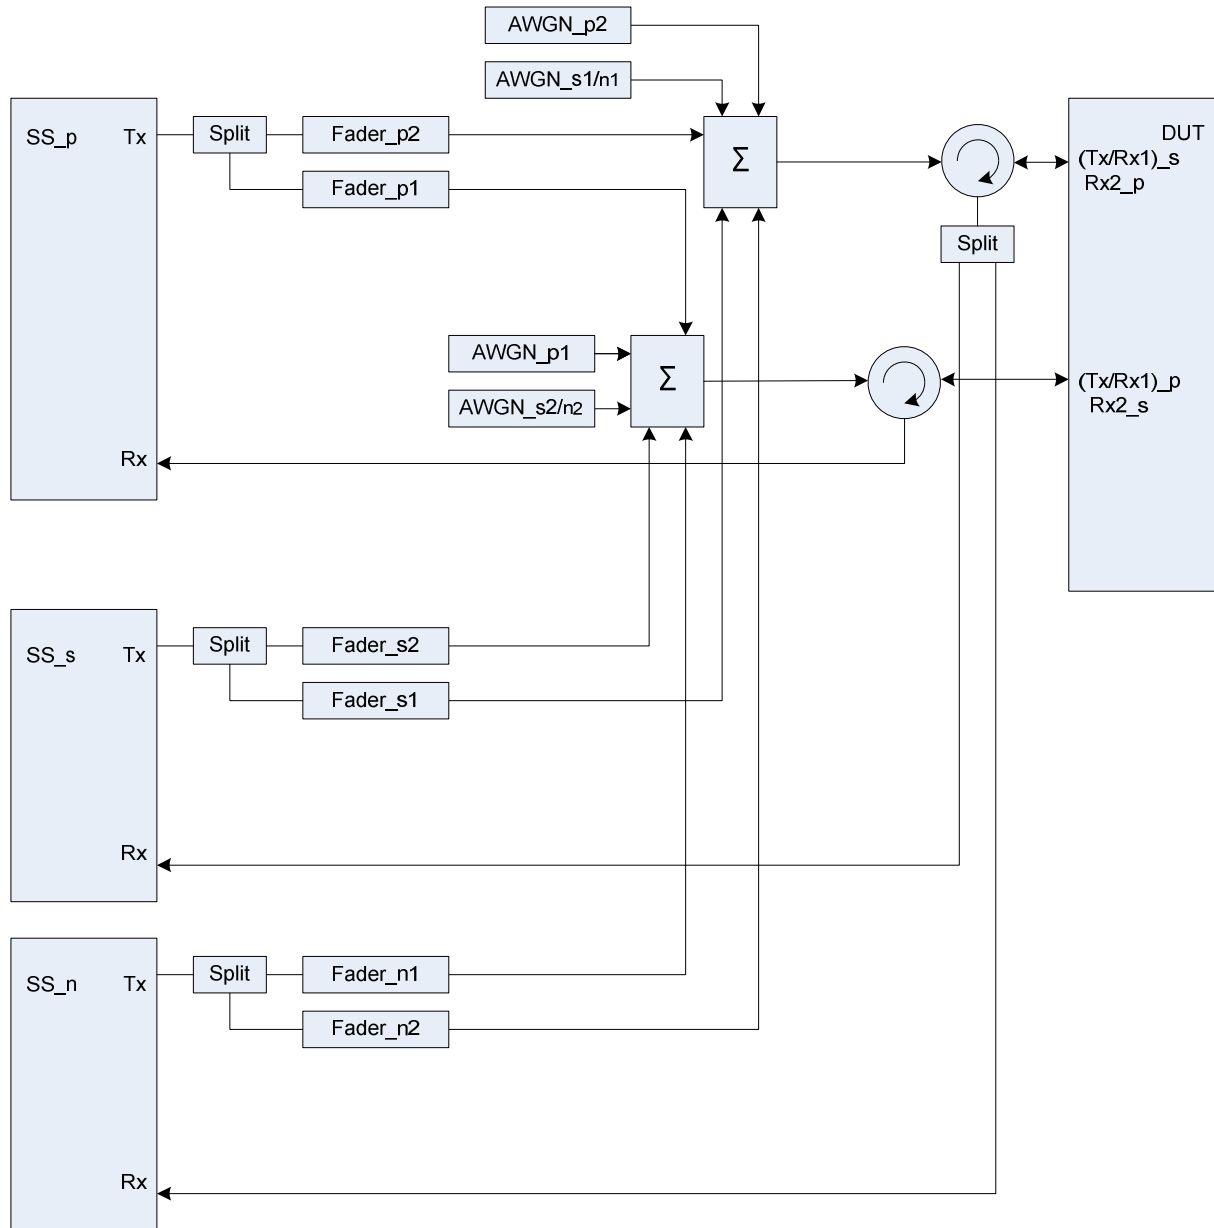 AWGN_p2
AWGN_s1/n1
SS_p
Tx
Split
Fader_p2
Fader_p1
Σ
DUT
(Tx/Rx1)_s
Rx2_p
Split
AWGN_p1
AWGN_s2/n2
Σ
(Tx/Rx1)_p
Rx2_s
Rx
SS_s
Tx
Split
Fader_s2
Fader_s1
Rx
SS_n
Tx
Split
Fader_n1
Fader_n2
Rx